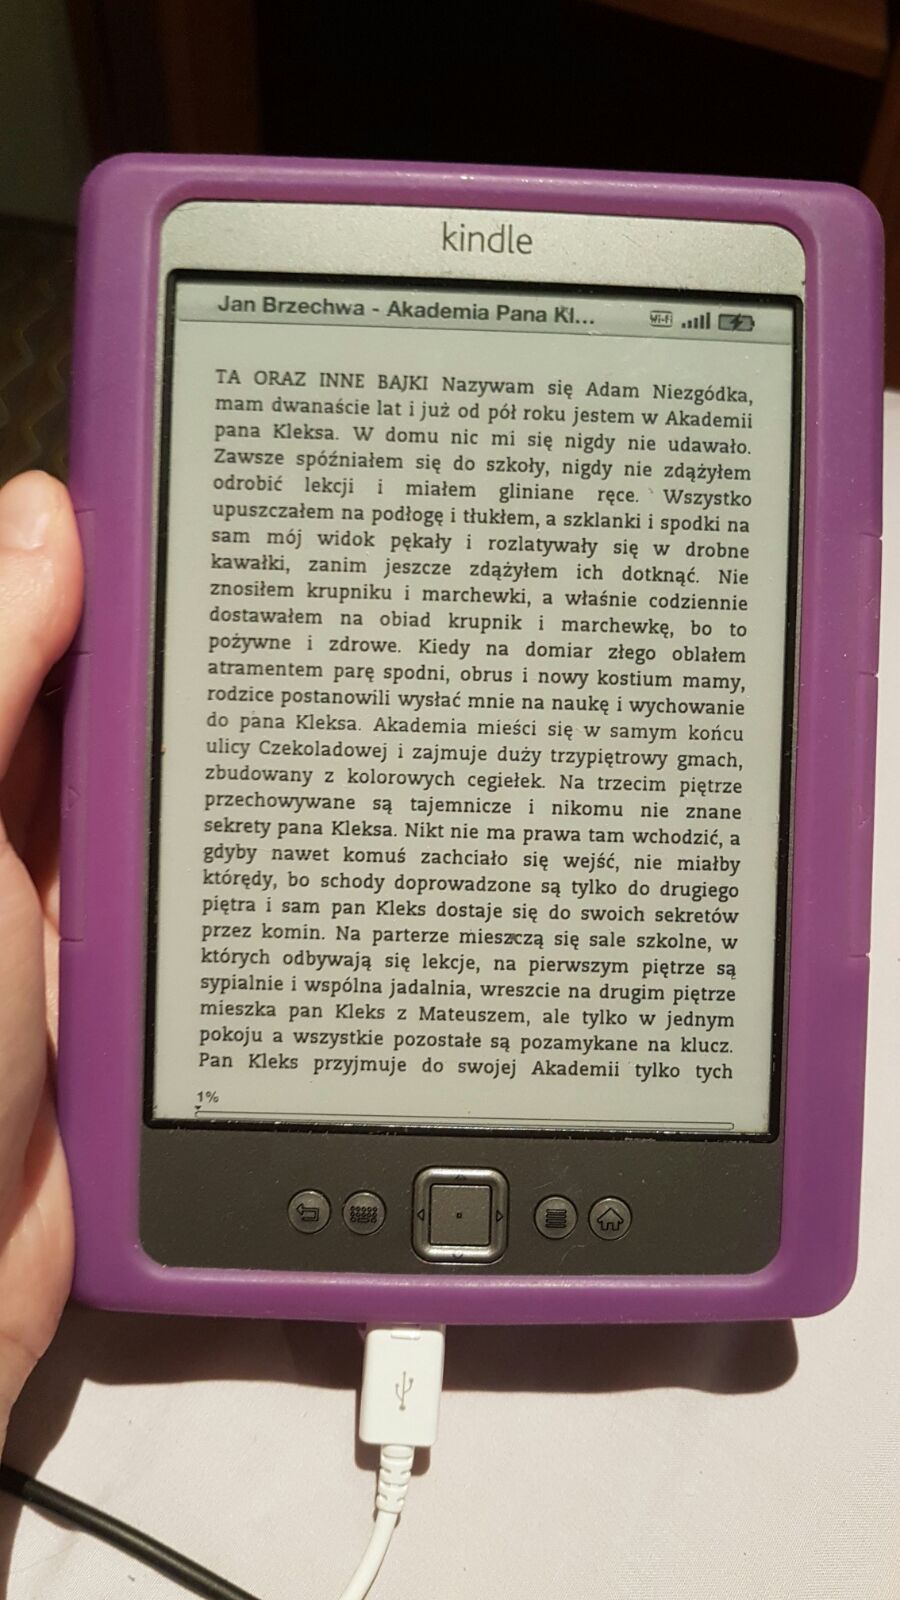 kindle
Jan Brzechwa - Akademia Pana Kl...
Wi-Fi
TA ORAZ INNE BAJKI Nazywam się Adam Niezgódka,
mam dwanaście lat i już od pół roku jestem w Akademii
pana Kleksa. W domu nic mi się nigdy nie udawało.
Zawsze spóźniałem się do szkoły, nigdy nie zdążyłem
odrobić lekcji i miałem gliniane ręce. Wszystko
upuszczałem na podłogę i tłukłem, a szklanki i spodki na
sam mój widok pękały i rozlatywały się w drobne
kawałki, zanim jeszcze zdążyłem ich dotknąć. Nie
znosiłem krupniku i marchewki, a właśnie codziennie
dostawałem na obiad krupnik i marchewkę, bo to
pożywne i zdrowe. Kiedy na domiar złego oblałem
atramentem parę spodni, obrus i nowy kostium mamy,
rodzice postanowili wysłać mnie na naukę i wychowanie
do pana Kleksa. Akademia mieści się w samym końcu
ulicy Czekoladowej i zajmuje duży trzypiętrowy gmach,
zbudowany z kolorowych cegiełek. Na trzecim piętrze
przechowywane są tajemnicze i nikomu nie znane
sekrety pana Kleksa. Nikt nie ma prawa tam wchodzić, a
gdyby nawet komuś zachciało się wejść, nie miałby
którędy, bo schody doprowadzone są tylko do drugiego
piętra i sam pan Kleks dostaje się do swoich sekretów
przez komin. Na parterze mieszczą się sale szkolne, w
których odbywają się lekcje, na pierwszym piętrze są
sypialnie i wspólna jadalnia, wreszcie na drugim piętrze
mieszka pan Kleks z Mateuszem, ale tylko w jednym
pokoju a wszystkie pozostałe są pozamykane na klucz.
Pan Kleks przyjmuje do swojej Akademii tylko tych
1%